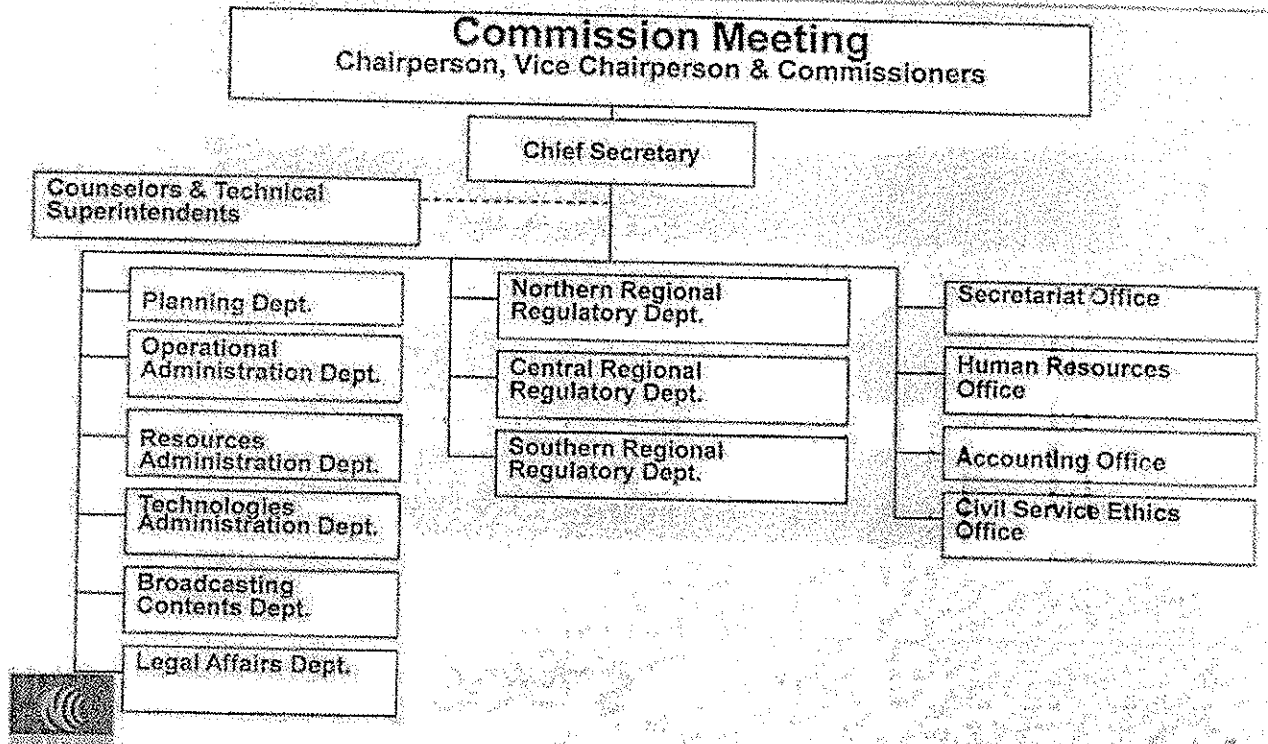 Commission Meeting
Chairperson, Vice Chairperson & Commissioners
Chief Secretary
Counselors & Technical
Superintendents
Planning Dept.
Operational
Administration Dept.
Resources
Administration Dept.
Technologies
Administration Dept.
Broadcasting
Contents Dept.
Legal Affairs Dept.
Northern Regional
Regulatory Dept.
Central Regional
Regulatory Dept.
Southern Regional
Regulatory Dept.
Secretariat Office
Human Resources
Office
Accounting Office
Civil Service Ethics
Office